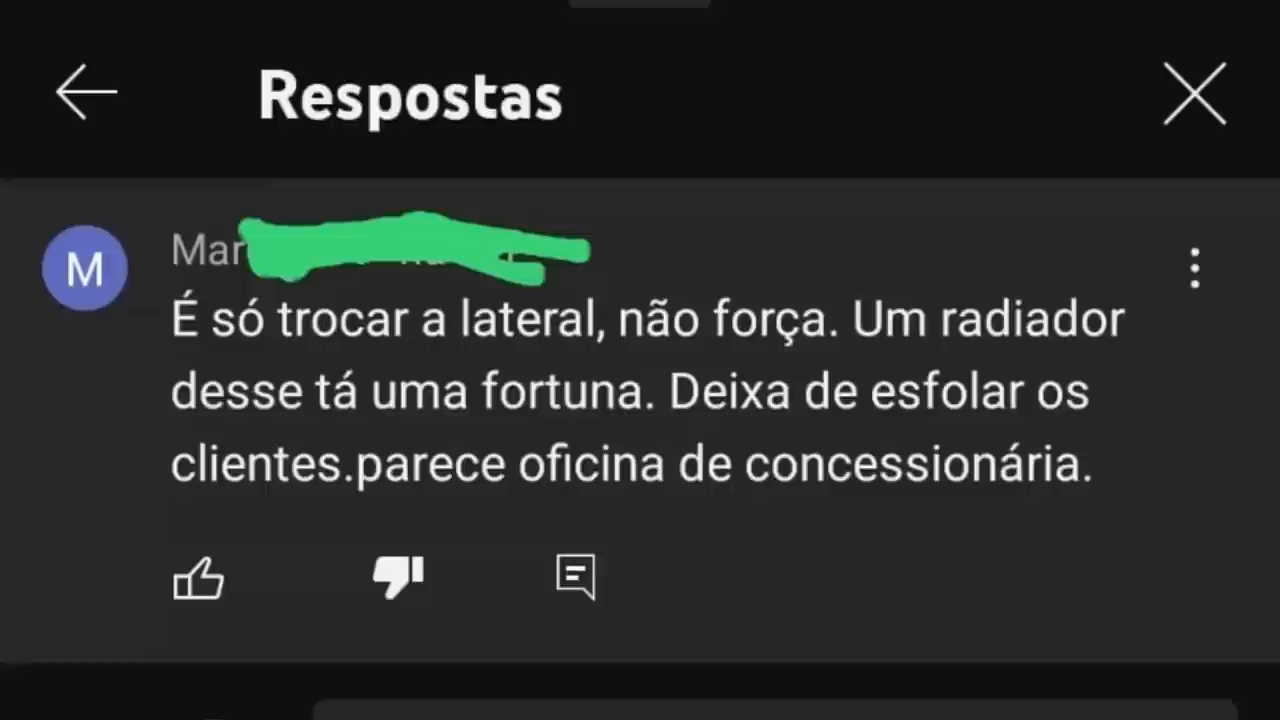 Respostas
M
Mar
É só trocar a lateral, não força. Um radiador
desse tá uma fortuna. Deixa de esfolar os
clientes.parece oficina de concessionária.